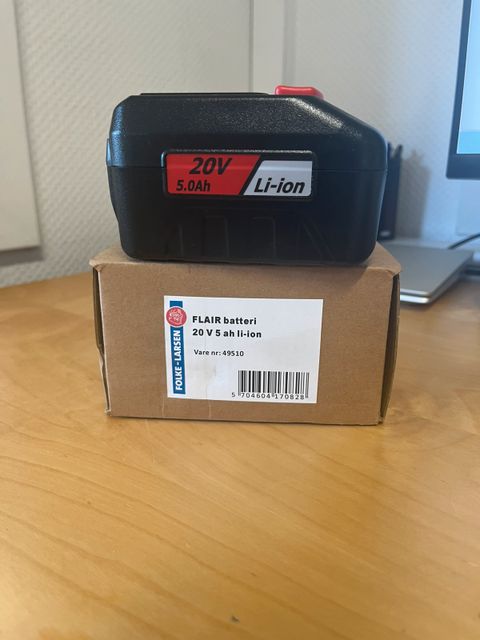 20V
5.0Ah
Li-ion
FOLKE-LARSEN
FLAIR batteri
20 V 5 ah li-ion
Vare nr: 49510
5 704604 170828